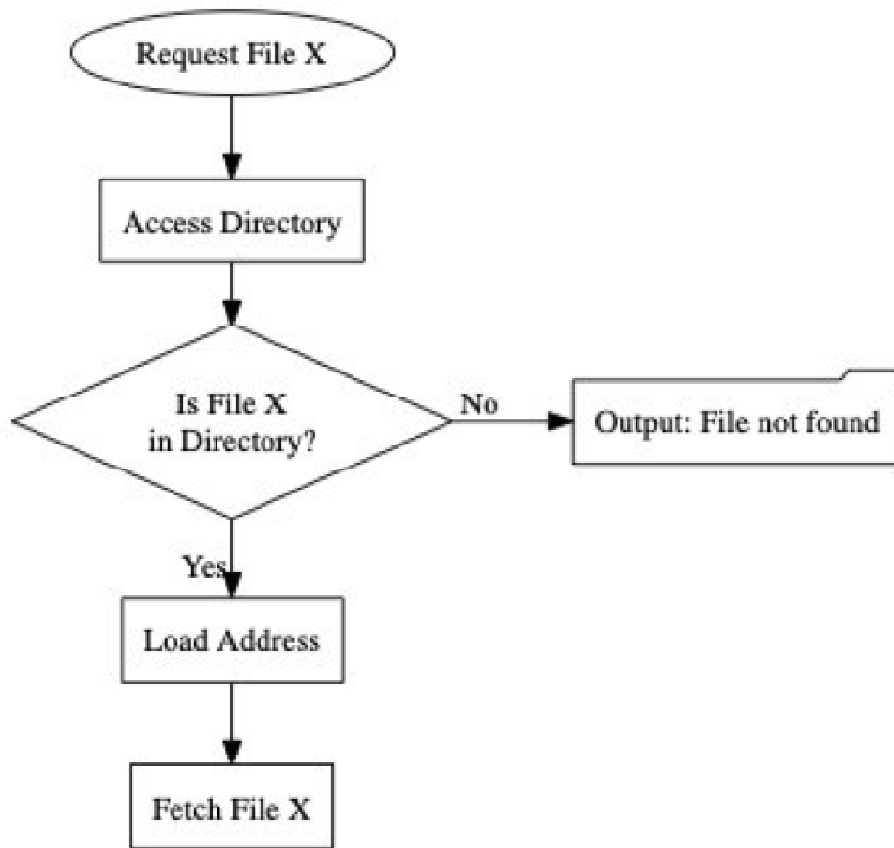 Request File X
Access Directory
Is File X
in Directory?
No
Output: File not found
Yes
Load Address
Fetch File X